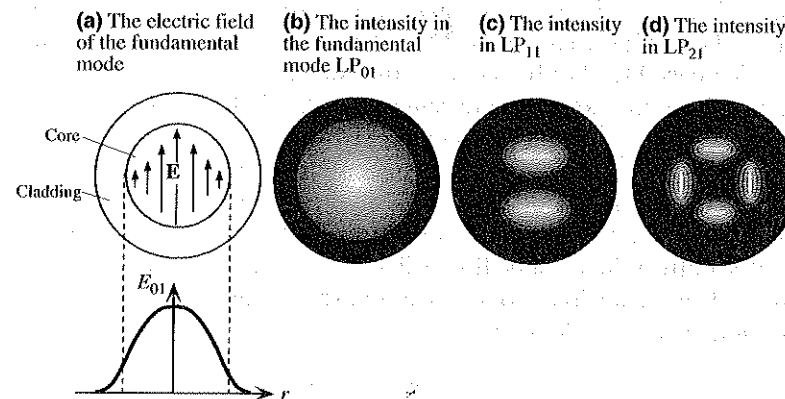 (a) The electric field
of the fundamental
mode
(b) The intensity in
the fundamental
mode LP01
(c) The intensity
in LP11
(d) The intensity
in LP21
Core
E
Cladding
E01
r